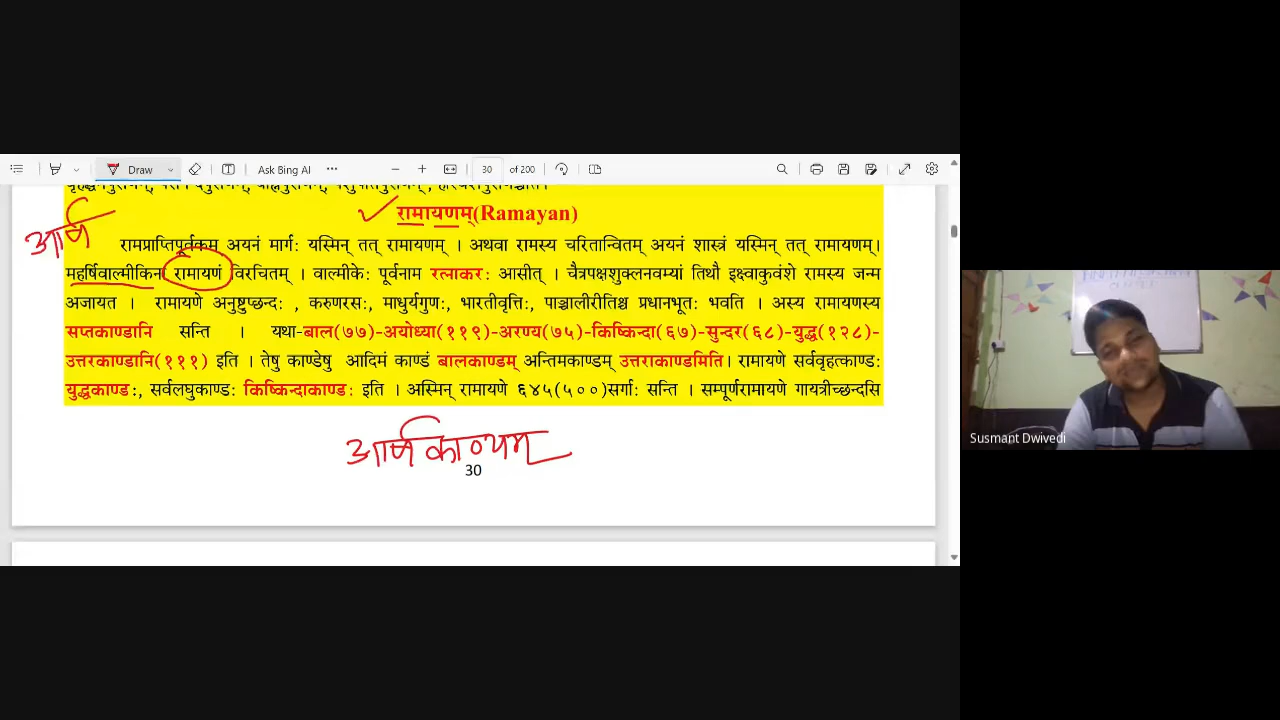 Draw
Ask Bing AI
30
of 200
रामायणम्(Ramayan)
आर्ष
रामप्राप्तिपूर्वकम अयनं मार्गः यस्मिन् तत् रामायणम् । अथवा रामस्य चरितान्वितम् अयनं शास्त्रं यस्मिन् तत् रामायणम्।
महर्षिवाल्मीकिना रामायणं विरचितम् । वाल्मीकेः पूर्वनाम रत्नाकरः आसीत् । चैत्रपक्षशुक्लनवम्यां तिथौ इक्ष्वाकुवंशे रामस्य जन्म
अजायत । रामायणे अनुष्टुप्छन्दः , करुणरसः, माधुर्यगुणः, भारतीवृत्तिः, पाञ्चालीरीतिश्च प्रधानभूतः भवति । अस्य रामायणस्य
सप्तकाण्डानि सन्ति । यथा-बाल(७७)-अयोध्या(११९)-अरण्य(७५)-किष्किन्दा(६७)-सुन्दर(६८)-युद्ध(१२८)-
उत्तरकाण्डानि(१११) इति । तेषु काण्डेषु आदिमं काण्डं बालकाण्डम् अन्तिमकाण्डम् उत्तराकाण्डमिति। रामायणे सर्ववृहत्काण्डः
युद्धकाण्डः, सर्वलघुकाण्डः किष्किन्दाकाण्डः इति । अस्मिन् रामायणे ६४५(५००)सर्गाः सन्ति । सम्पूर्णरामायणे गायत्रीच्छन्दसि
आर्षकाव्यम्
30
Susmant Dwivedi